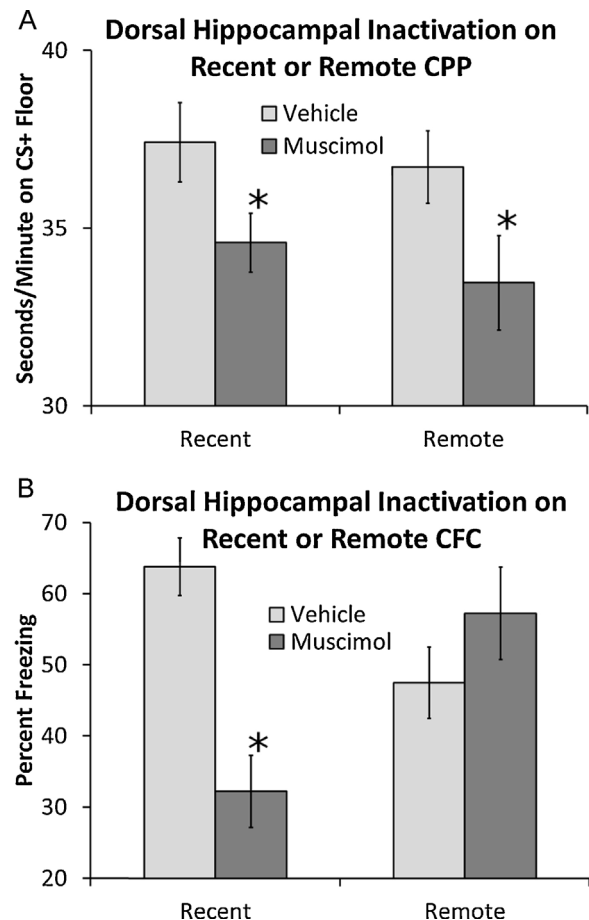 A
Dorsal Hippocampal Inactivation on
Recent or Remote CPP
Seconds/Minute on CS+ Floor
40
35
30
Vehicle
Muscimol
*
*
Recent
Remote
B
Dorsal Hippocampal Inactivation on
Recent or Remote CFC
Percent Freezing
70
60
50
40
30
20
Vehicle
Muscimol
*
Recent
Remote